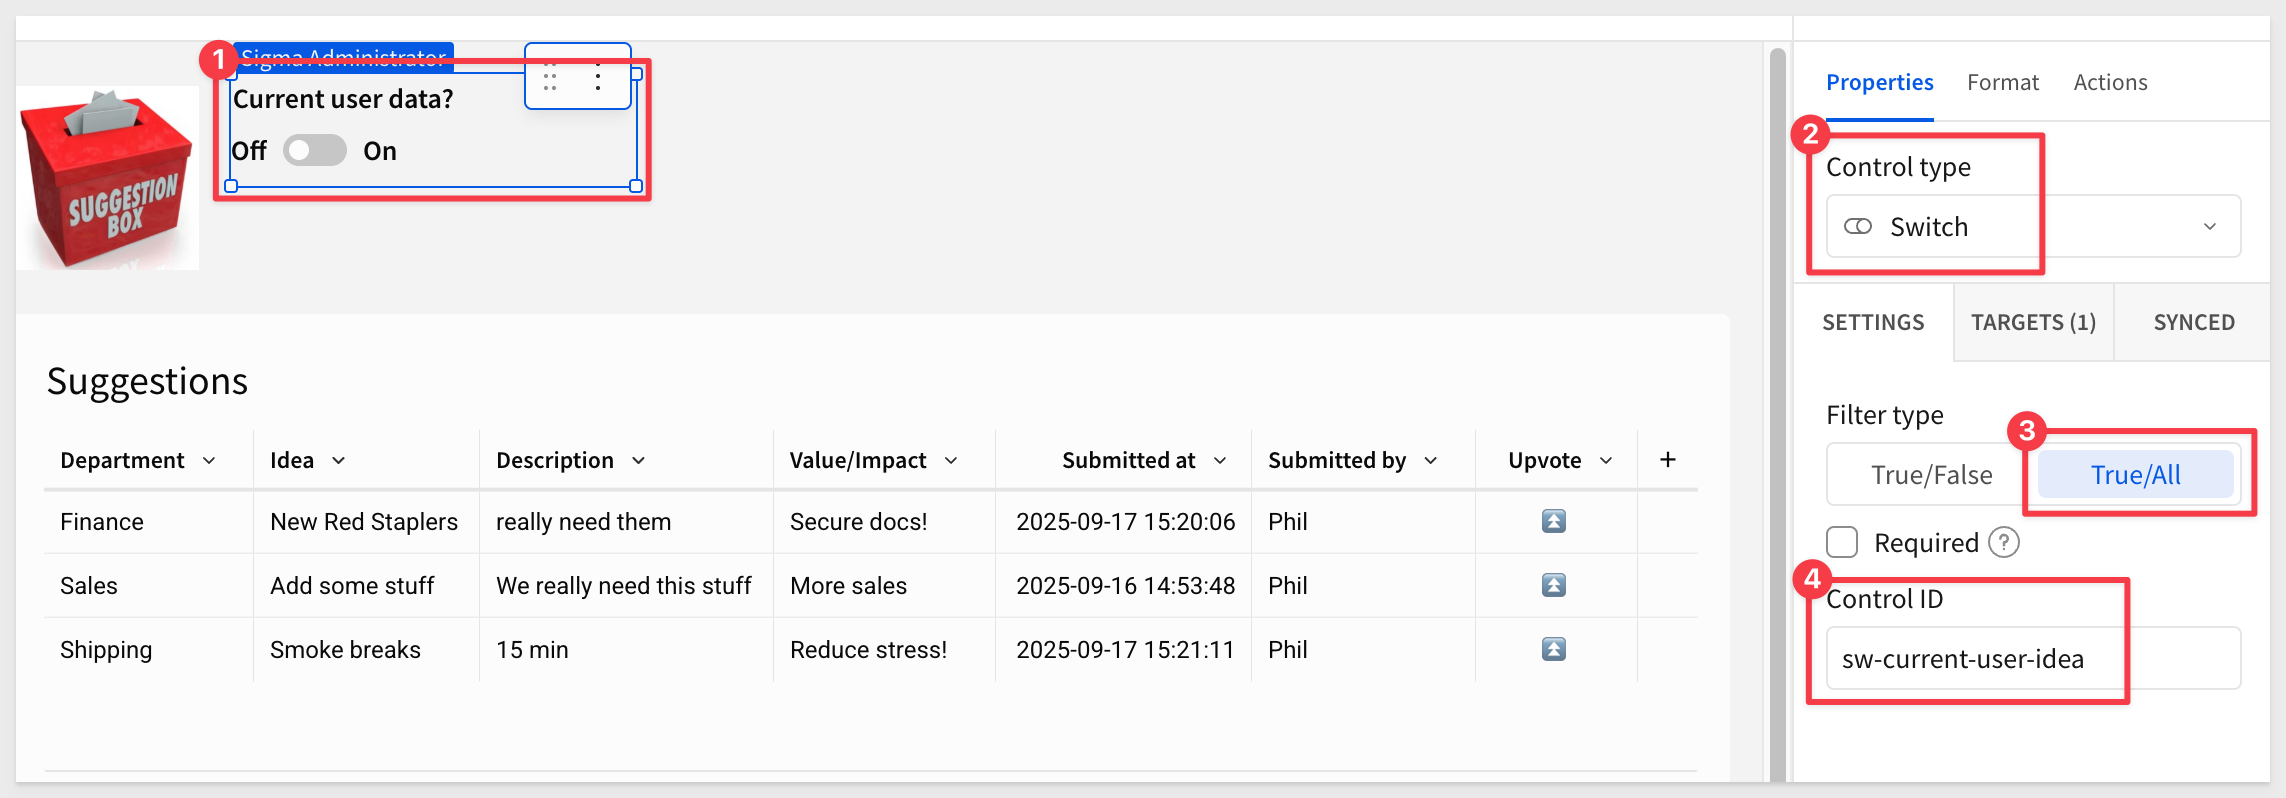 1
Sigma Administrator
Current user data?
Off On
SUGGESTION
BOX
Suggestions
Department Idea Description Value/Impact Submitted at Submitted by Upvote +
Finance New Red Staplers really need them Secure docs! 2025-09-17 15:20:06 Phil
Sales Add some stuff We really need this stuff More sales 2025-09-16 14:53:48 Phil
Shipping Smoke breaks 15 min Reduce stress! 2025-09-17 15:21:11 Phil
Properties Format Actions
2
Control type
Switch
SETTINGS TARGETS (1) SYNCED
Filter type
3
True/False True/All
Required ?
4
Control ID
sw-current-user-idea